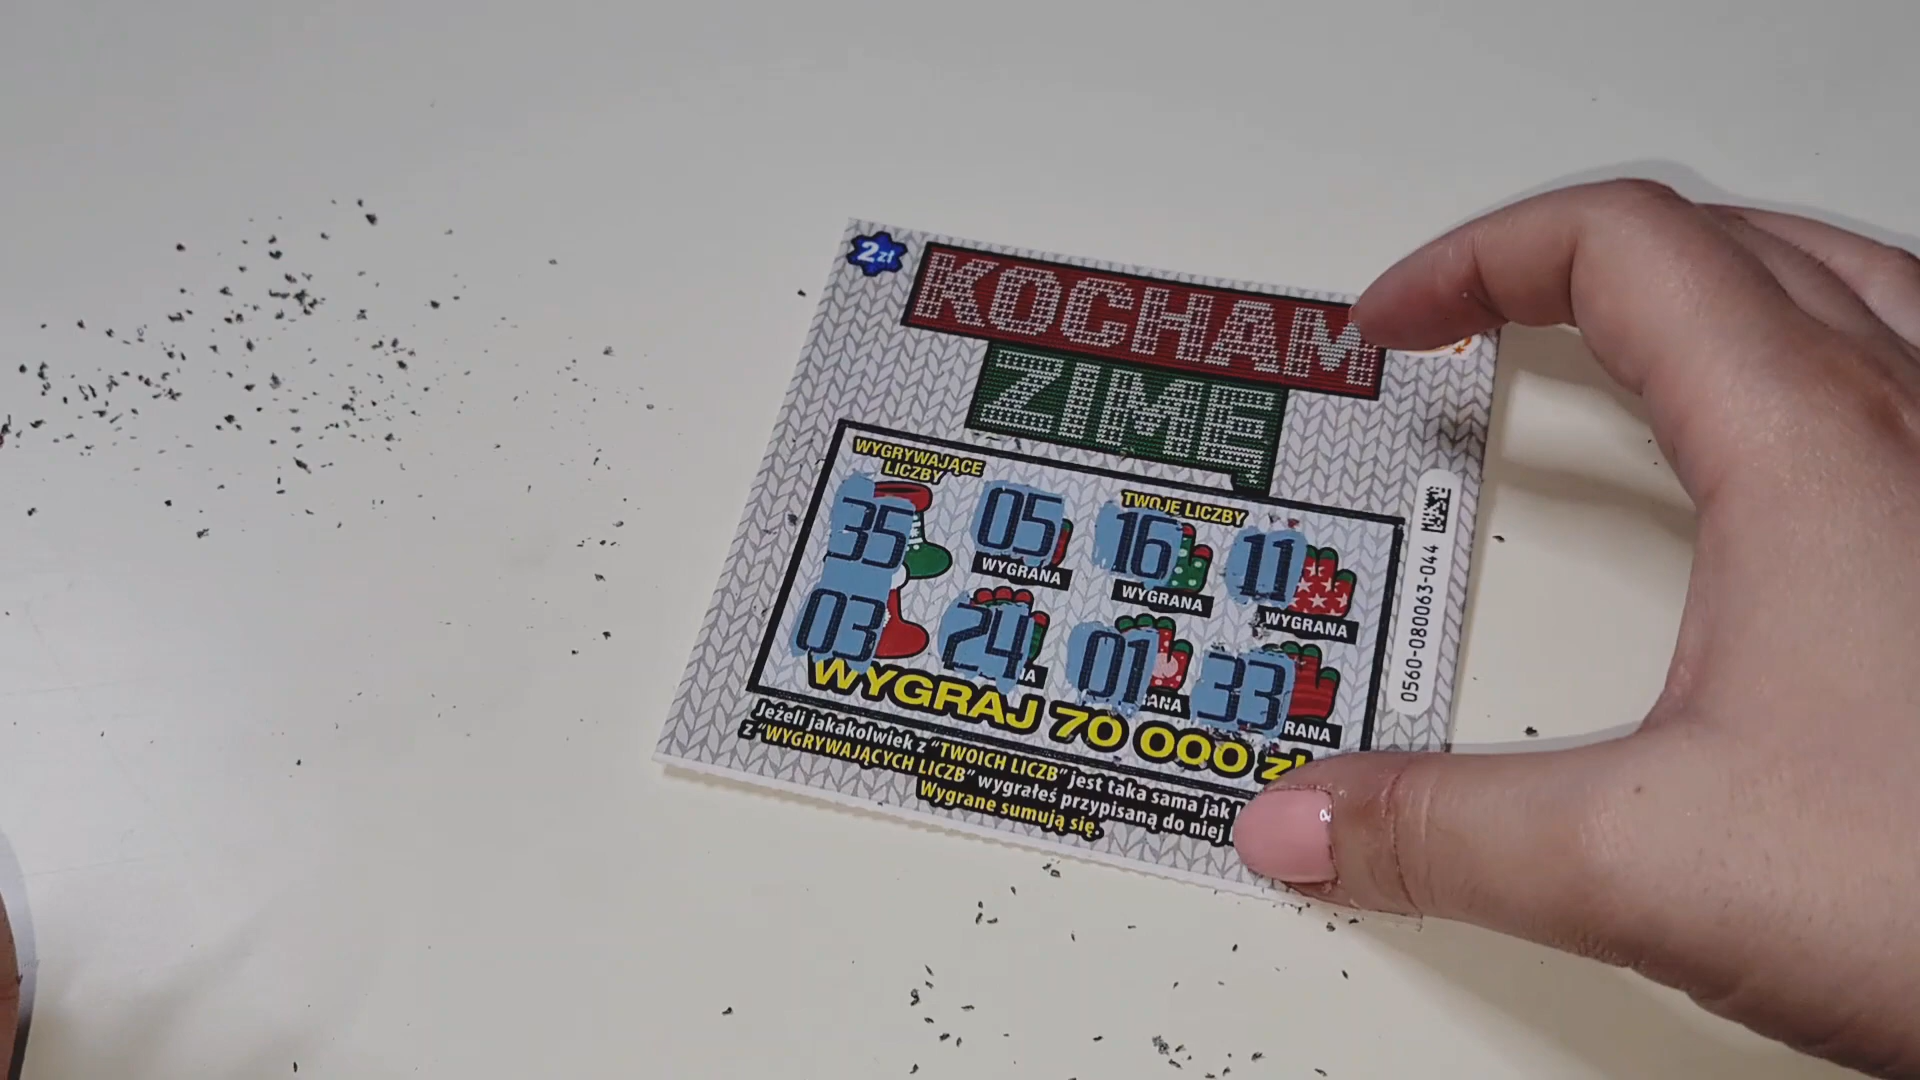 2zł
KOCHAM
ZIMĘ
WYGRYWAJĄCE
LICZBY
TWOJE LICZBY
35 05 16 11
WYGRANA WYGRANA WYGRANA
03 24 01 33
WYGRAJ 70 000 zł
Jeżeli jakakolwiek z "TWOICH LICZB" jest taka sama jak
z "WYGRYWAJĄCYCH LICZB" wygrałeś przypisaną do niej
Wygrane sumują się.
0560-080063-044